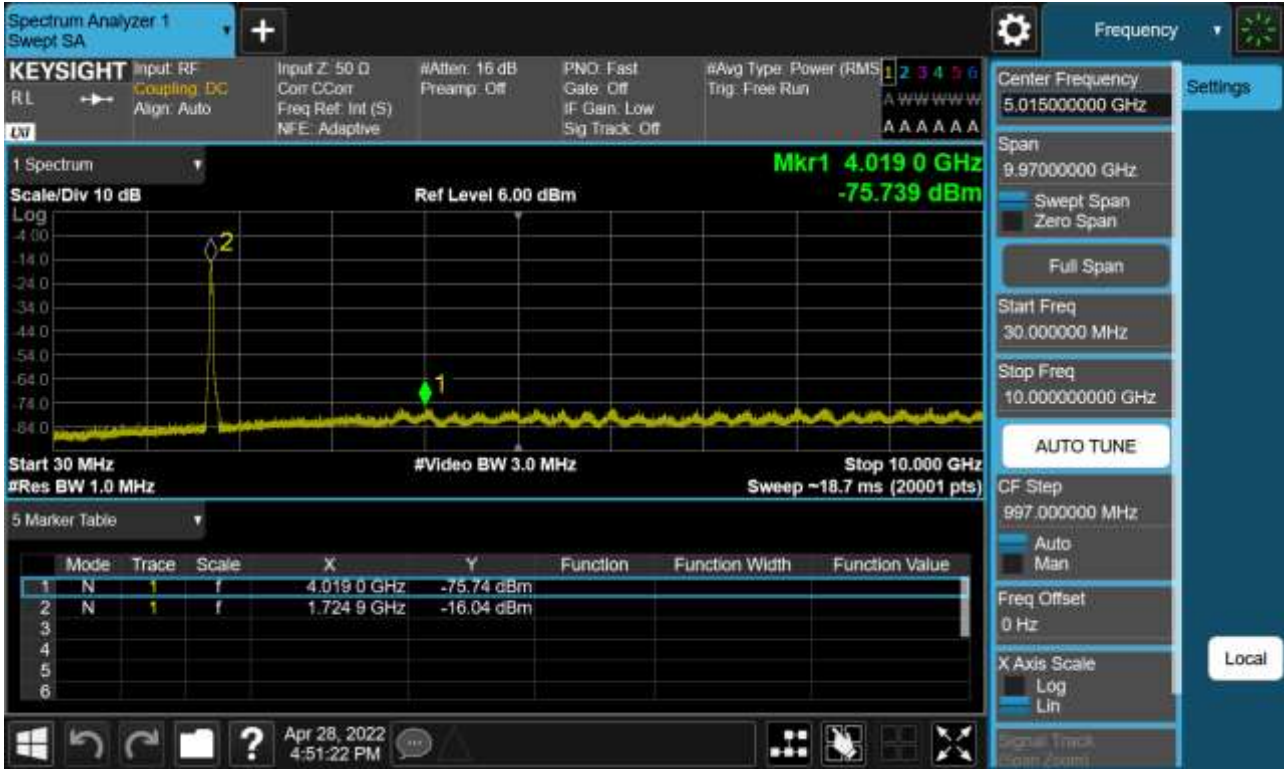 Spectrum Analyzer 1
Swept SA
+
Frequency
KEYSIGHT
RL
LXI
Input: RF
Coupling: DC
Align: Auto
Input Z: 50 Ω
Corr CCorr
Freq Ref: Int (S)
NFE: Adaptive
#Atten: 16 dB
Preamp: Off
PNO: Fast
Gate: Off
IF Gain: Low
Sig Track: Off
#Avg Type: Power (RMS
Trig: Free Run
1 2 3 4 5 6
A W W W W W
A A A A A A
1 Spectrum
Scale/Div 10 dB
Ref Level 6.00 dBm
Mkr1 4.019 0 GHz
-75.739 dBm
Log
-4.00
-14.0
-24.0
-34.0
-44.0
-54.0
-64.0
-74.0
-84.0
2
1
Start 30 MHz
#Video BW 3.0 MHz
Stop 10.000 GHz
#Res BW 1.0 MHz
Sweep ~18.7 ms (20001 pts)
5 Marker Table
Mode Trace Scale X Y Function Function Width Function Value
1 N 1 f 4.019 0 GHz -75.74 dBm
2 N 1 f 1.724 9 GHz -16.04 dBm
3
4
5
6
Center Frequency
5.015000000 GHz
Settings
Span
9.97000000 GHz
Swept Span
Zero Span
Full Span
Start Freq
30.000000 MHz
Stop Freq
10.000000000 GHz
AUTO TUNE
CF Step
997.000000 MHz
Auto
Man
Freq Offset
0 Hz
X Axis Scale
Log
Lin
Signal Track
(Span Zoom)
Local
?
Apr 28, 2022
4:51:22 PM